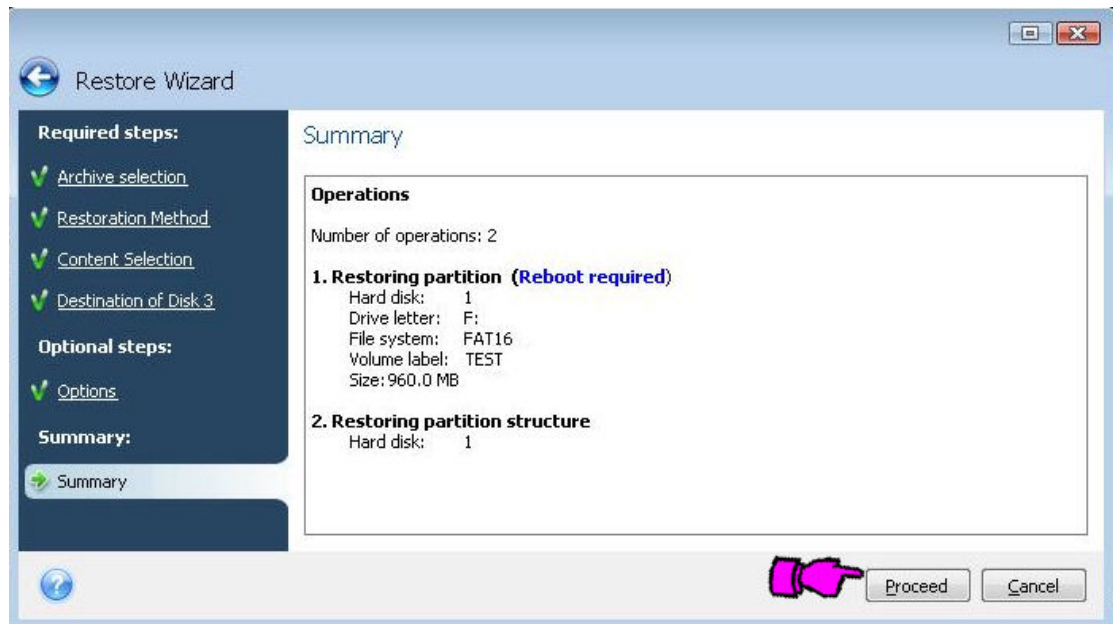 Restore Wizard
Required steps:
Archive selection
Restoration Method
Content Selection
Destination of Disk 3
Optional steps:
Options
Summary:
Summary
Summary
Operations
Number of operations: 2
1. Restoring partition (Reboot required)
Hard disk: 1
Drive letter: F:
File system: FAT16
Volume label: TEST
Size: 960.0 MB
2. Restoring partition structure
Hard disk: 1
?
Proceed
Cancel